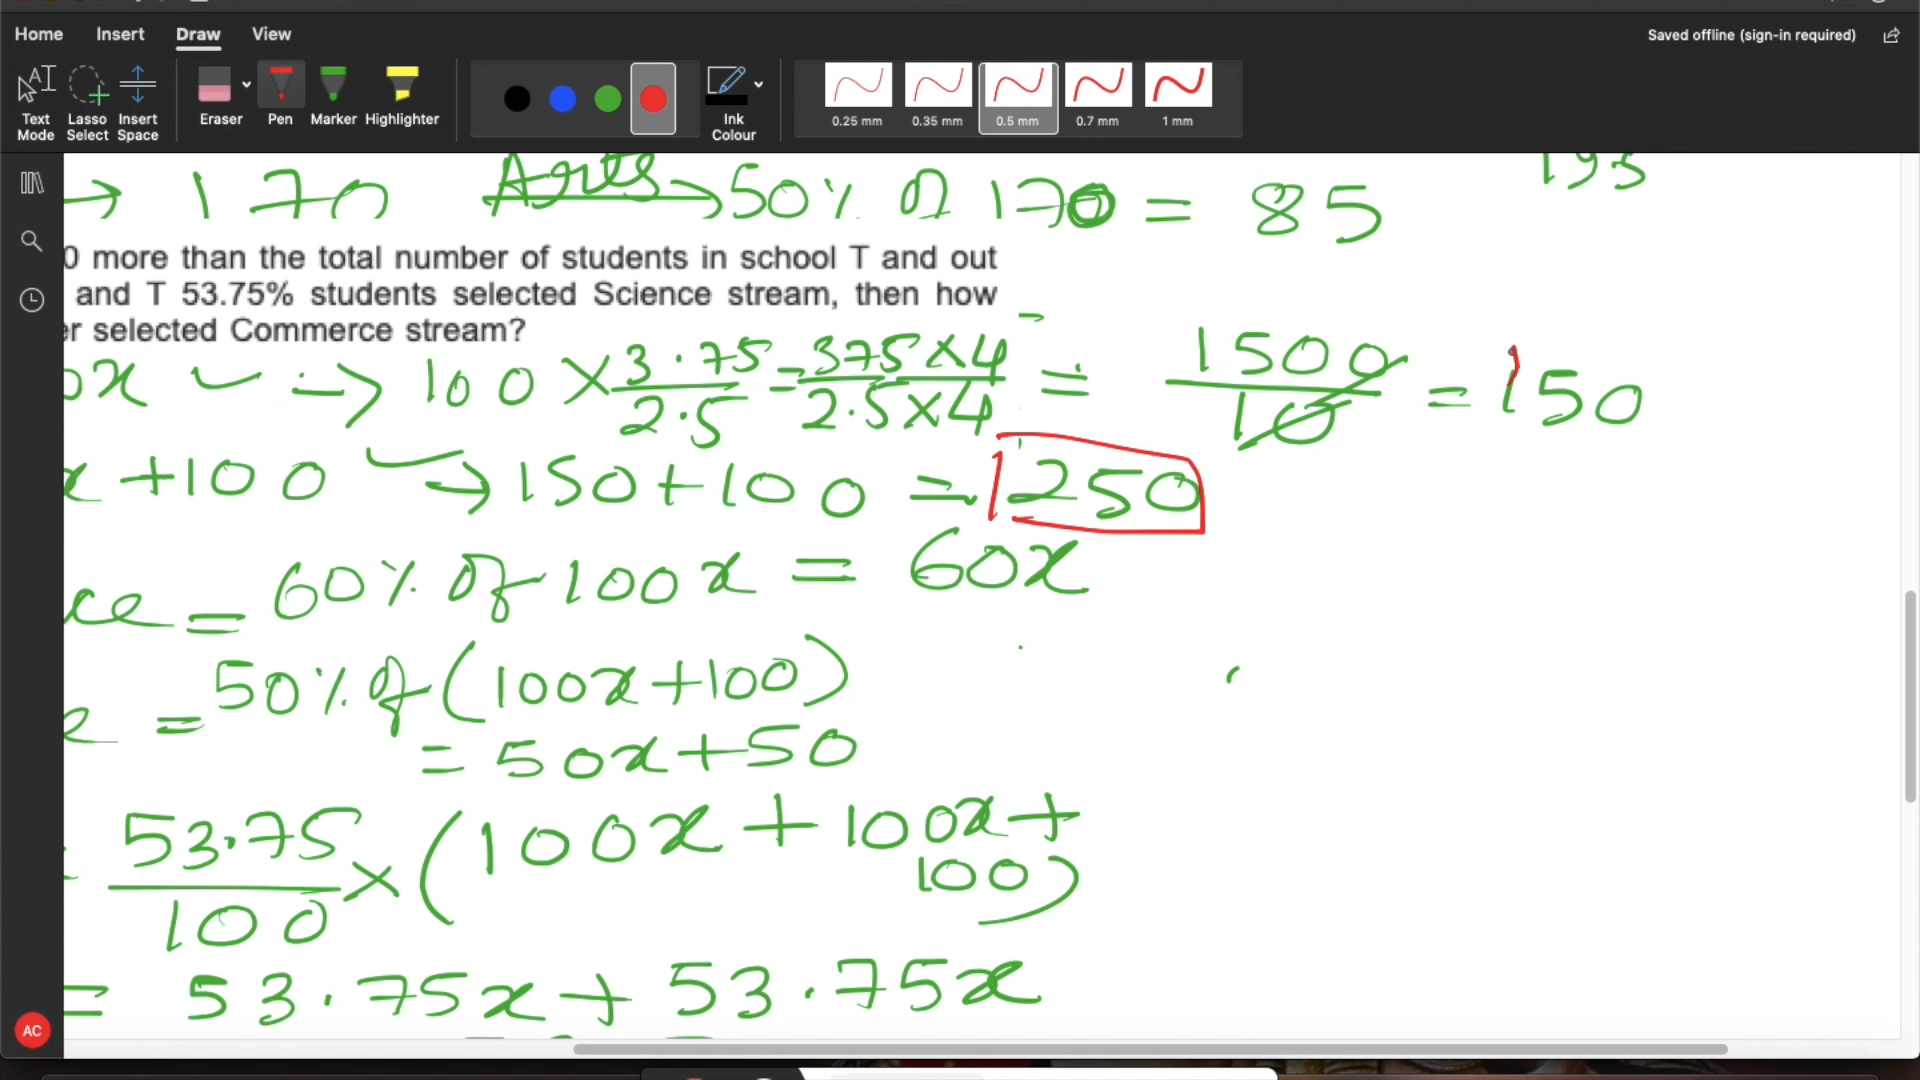 Home Insert Draw View Saved offline (sign-in required)
Text Mode Lasso Select Insert Space Eraser Pen Marker Highlighter Ink Colour 0.25 mm 0.35 mm 0.5 mm 0.7 mm 1 mm
195
→ 170 Arts → 50% of 170 = 85
0 more than the total number of students in school T and out
and T 53.75% students selected Science stream, then how
er selected Commerce stream?
0x → 100 × 3.75/2.5 = 375×4/2.5×4 = 1500/10 = 150
x + 100 → 150 + 100 = 250
ce = 60% of 100x = 60x
e = 50% of (100x + 100)
= 50x + 50
53.75/100 × (100x + 100x + 100)
= 53.75x + 53.75x
AC